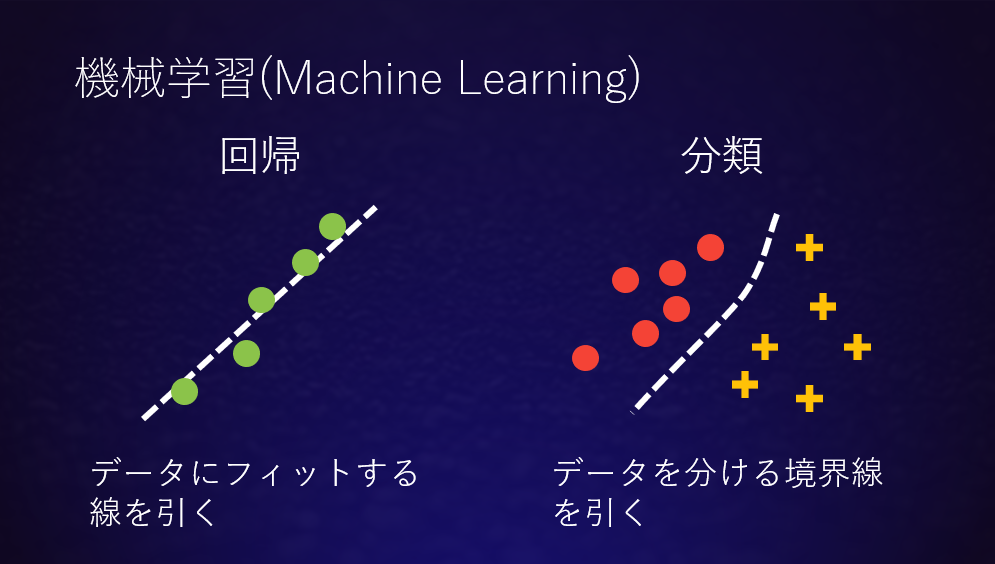 機械学習(Machine Learning)
回帰
分類
データにフィットする
線を引く
データを分ける境界線
を引く